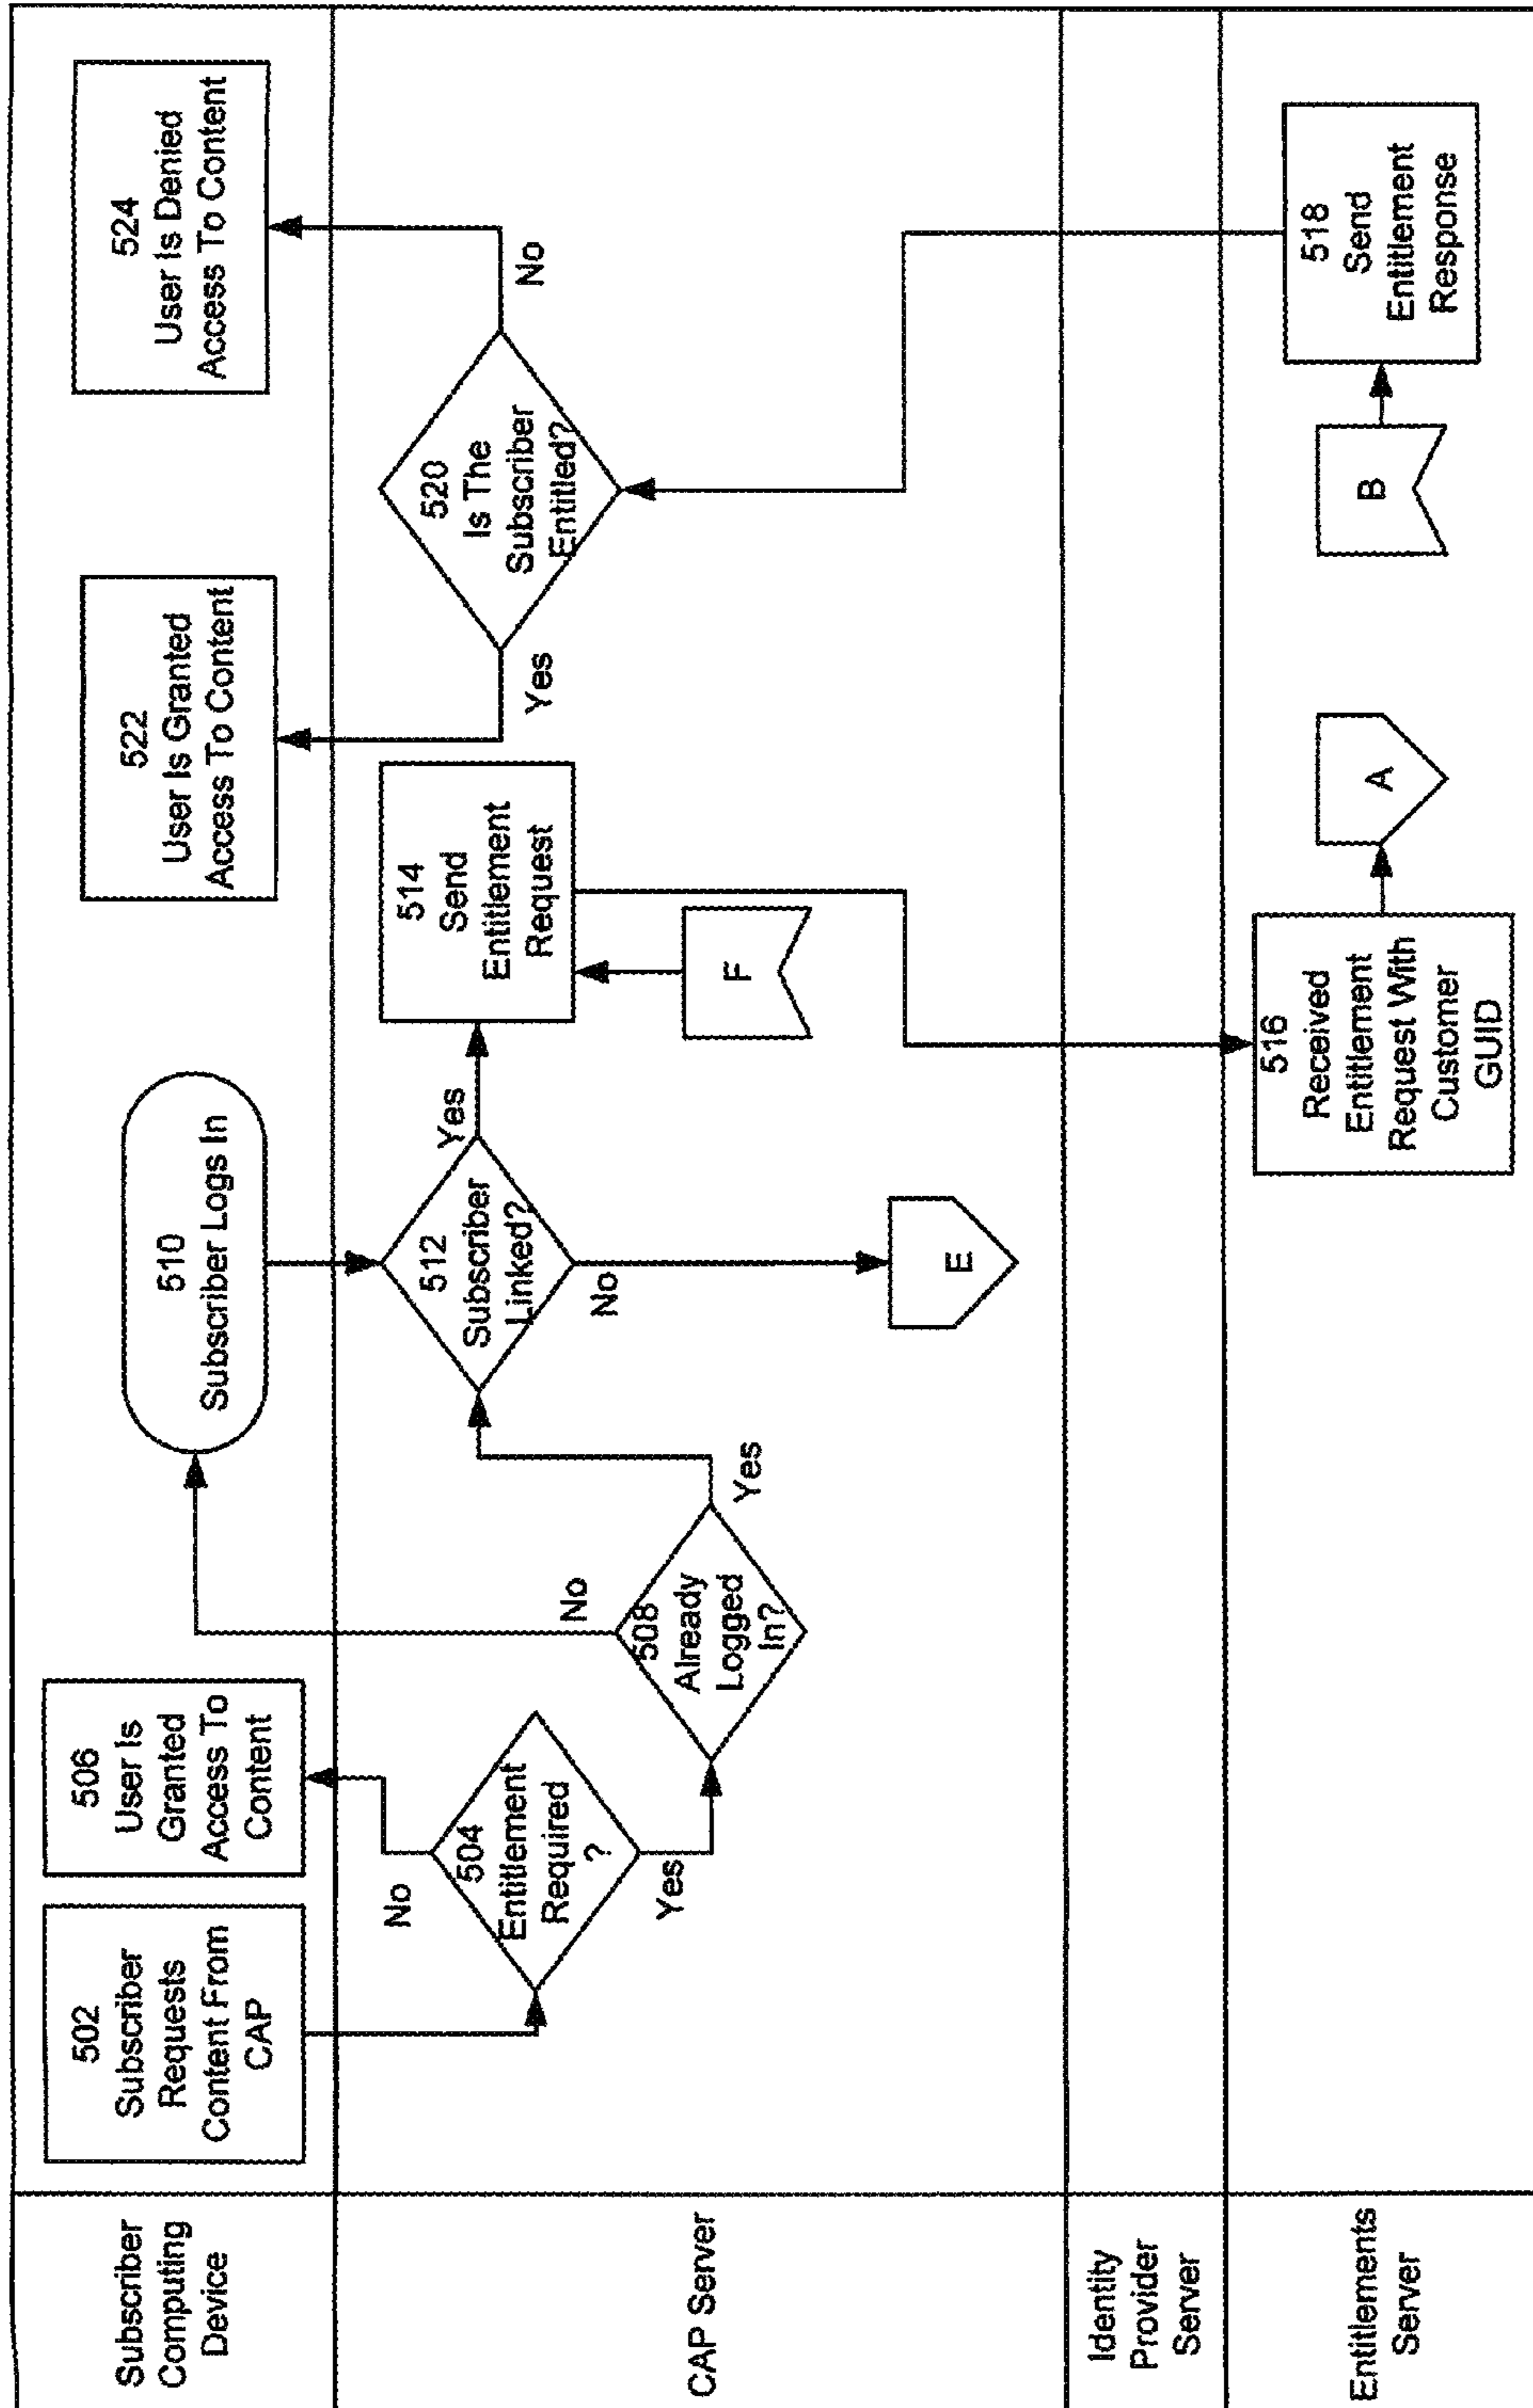 Subscriber
Computing
Device
502
Subscriber
Requests
Content From
CAP
506
User Is
Granted
Access To
Content
510
Subscriber Logs In
522
User Is Granted
Access To Content
524
User Is Denied
Access To Content
CAP Server
504
Entitlement
Required
?
No
Yes
508
Already
Logged
In?
No
Yes
512
Subscriber
Linked?
Yes
No
E
514
Send
Entitlement
Request
F
520
Is The
Subscriber
Entitled?
Yes
No
Identity
Provider
Server
Entitlements
Server
516
Received
Entitlement
Request With
Customer
GUID
A
B
518
Send
Entitlement
Response